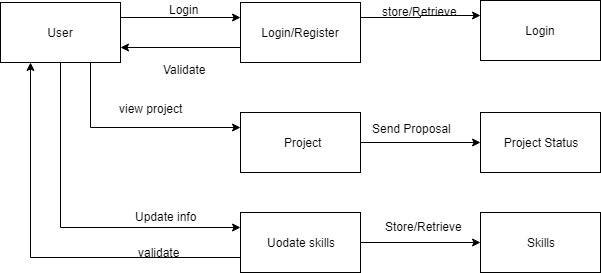 User
Login
Login/Register
store/Retrieve
Login
Validate
view project
Project
Send Proposal
Project Status
Update info
Uodate skills
Store/Retrieve
Skills
validate